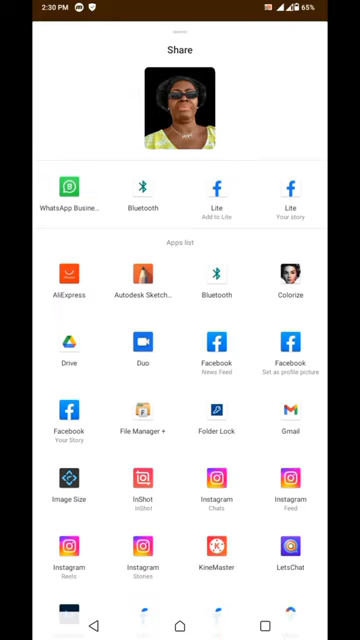 2:30 PM
65%
Share
WhatsApp Busine...
Bluetooth
Lite
Add to Lite
Lite
Your story
Apps list
AliExpress
Autodesk Sketch...
Bluetooth
Colorize
Drive
Duo
Facebook
News Feed
Facebook
Set as profile picture
Facebook
Your Story
File Manager +
Folder Lock
Gmail
Image Size
InShot
InShot
Instagram
Chats
Instagram
Feed
Instagram
Reels
Instagram
Stories
KineMaster
LetsChat